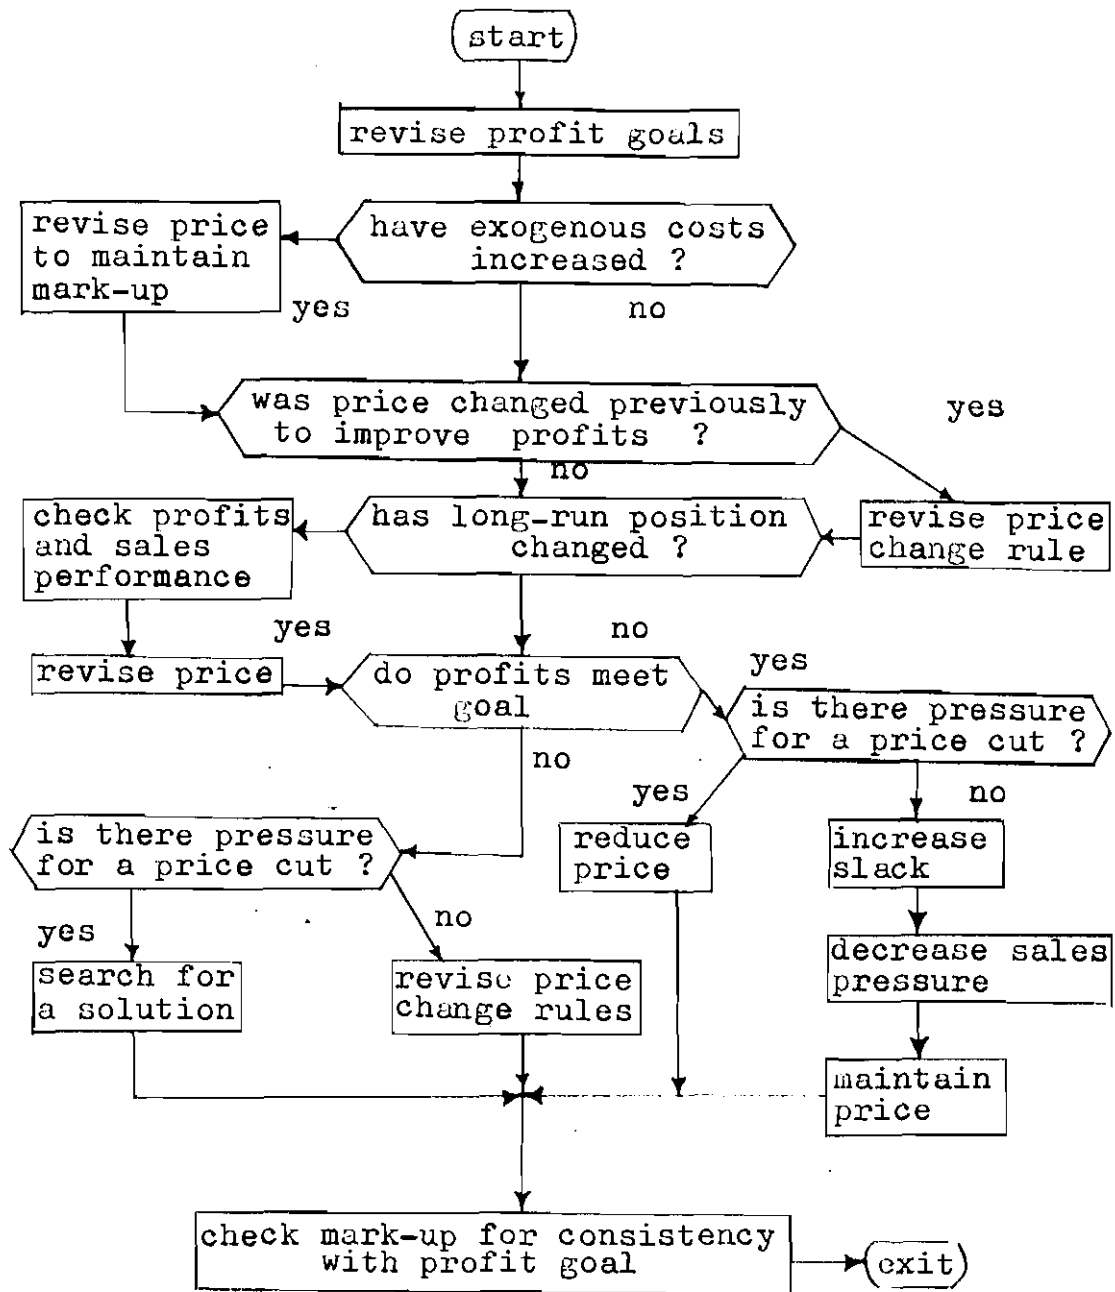 start
revise profit goals
revise price
to maintain
mark-up
have exogenous costs
increased ?
yes
no
was price changed previously
to improve profits ?
yes
no
check profits
and sales
performance
has long-run position
changed ?
revise price
change rule
yes
no
revise price
do profits meet
goal
yes
is there pressure
for a price cut ?
no
yes
no
is there pressure
for a price cut ?
reduce
price
increase
slack
yes
no
search for
a solution
revise price
change rules
decrease sales
pressure
maintain
price
check mark-up for consistency
with profit goal
exit